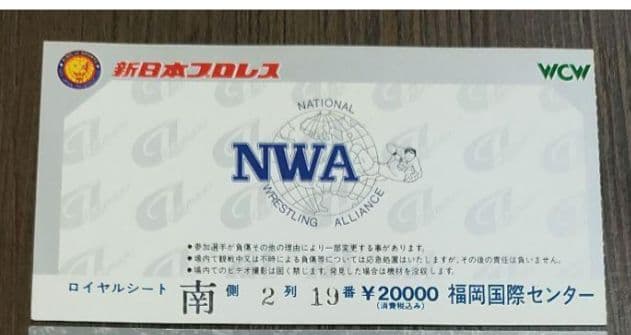 新日本プロレス
WCW
NATIONAL
NWA
WRESTLING ALLIANCE
●参加選手が負傷その他の理由により一部変更する事があります。
●場内で観戦中又は不時による負傷等については応急処置はいたしますが、その後の責任は負いません。
●場内でのビデオ撮影は固く禁じます。発見した場合は機材を没収します。
ロイヤルシート 南側 2列 19番 ¥20000 福岡国際センター
(消費税込み)